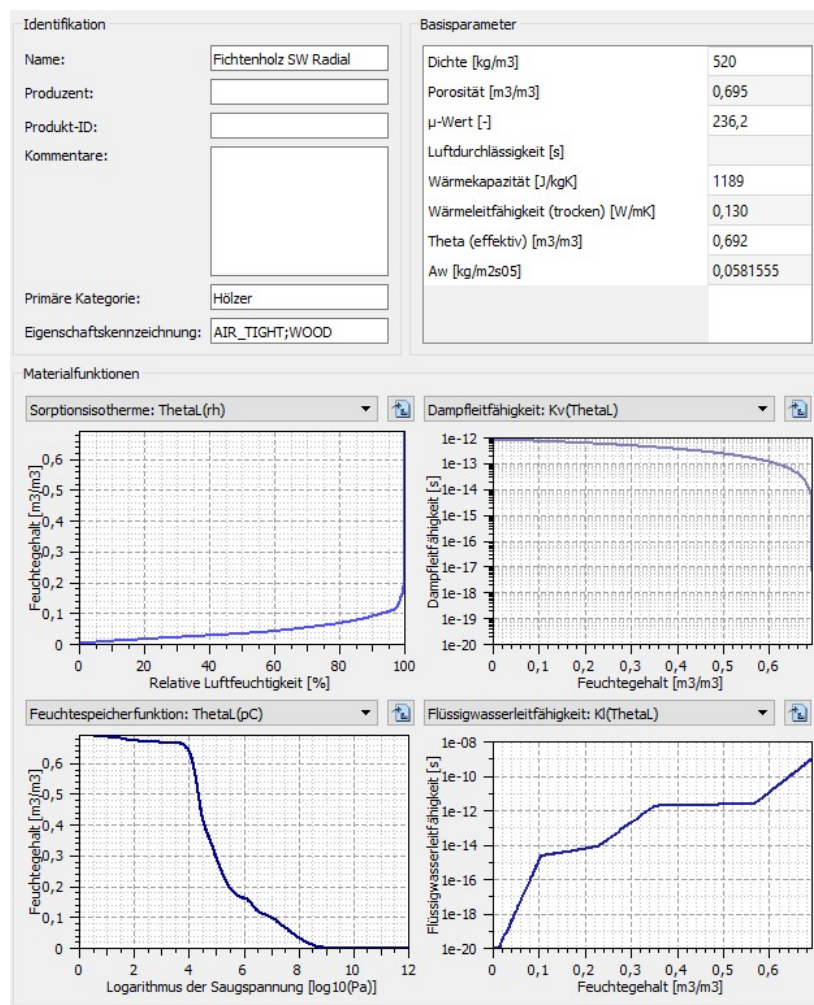 Identifikation
Name: Fichtenholz SW Radial
Produzent:
Produkt-ID:
Kommentare:
Primäre Kategorie: Hölzer
Eigenschaftskennzeichnung: AIR_TIGHT;WOOD
Basisparameter
Dichte [kg/m3] 520
Porosität [m3/m3] 0,695
µ-Wert [-] 236,2
Luftdurchlässigkeit [s]
Wärmekapazität [J/kgK] 1189
Wärmeleitfähigkeit (trocken) [W/mK] 0,130
Theta (effektiv) [m3/m3] 0,692
Aw [kg/m2s05] 0,0581555
Materialfunktionen
Sorptionsisotherme: ThetaL(rh)
Feuchtegehalt [m3/m3]
0,6
0,5
0,4
0,3
0,2
0,1
0
0 20 40 60 80 100
Relative Luftfeuchtigkeit [%]
Dampfleitfähigkeit: Kv(ThetaL)
Dampfleitfähigkeit [s]
1e-12
1e-13
1e-14
1e-15
1e-16
1e-17
1e-18
1e-19
1e-20
0 0,1 0,2 0,3 0,4 0,5 0,6
Feuchtegehalt [m3/m3]
Feuchtespeicherfunktion: ThetaL(pC)
Feuchtegehalt [m3/m3]
0,6
0,5
0,4
0,3
0,2
0,1
0
0 2 4 6 8 10 12
Logarithmus der Saugspannung [log10(Pa)]
Flüssigwasserleitfähigkeit: Kl(ThetaL)
Flüssigwasserleitfähigkeit [s]
1e-08
1e-10
1e-12
1e-14
1e-16
1e-18
1e-20
0 0,1 0,2 0,3 0,4 0,5 0,6
Feuchtegehalt [m3/m3]